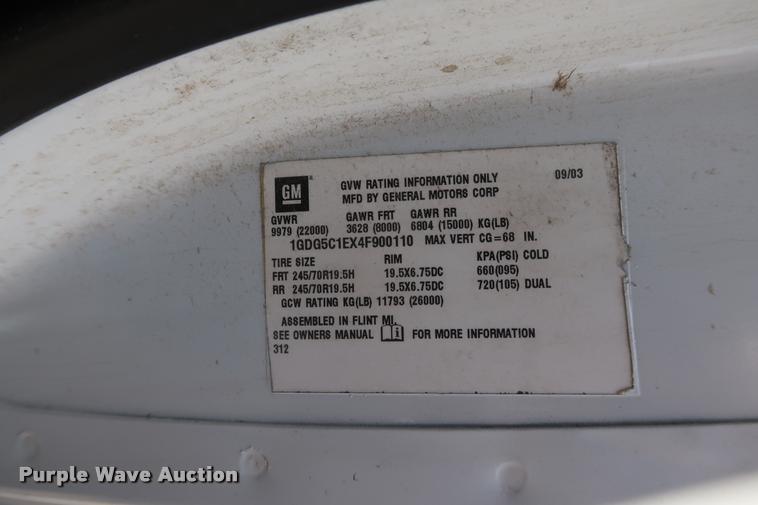 GM
GVW RATING INFORMATION ONLY 09/03
MFD BY GENERAL MOTORS CORP
GVWR GAWR FRT GAWR RR
9979 (22000) 3628 (8000) 6804 (15000) KG(LB)
1GDG5C1EX4F900110 MAX VERT CG=68 IN.
TIRE SIZE RIM KPA(PSI) COLD
FRT 245/70R19.5H 19.5X6.75DC 660(095)
RR 245/70R19.5H 19.5X6.75DC 720(105) DUAL
GCW RATING KG(LB) 11793 (26000)
ASSEMBLED IN FLINT MI.
SEE OWNERS MANUAL i FOR MORE INFORMATION
312
Purple Wave Auction